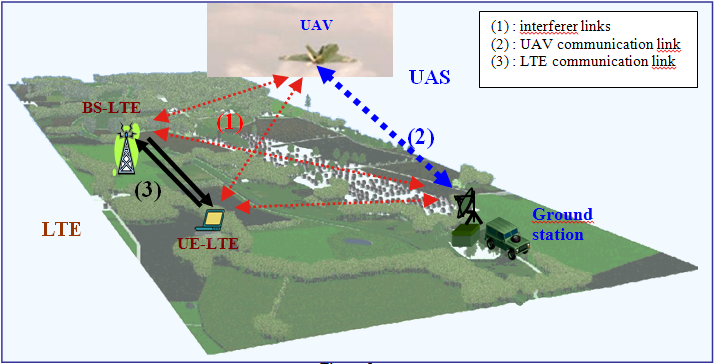 UAV
(1) : interferer links
(2) : UAV communication link
(3) : LTE communication link
UAS
BS-LTE
(1)
(2)
(3)
LTE
UE-LTE
Ground
station